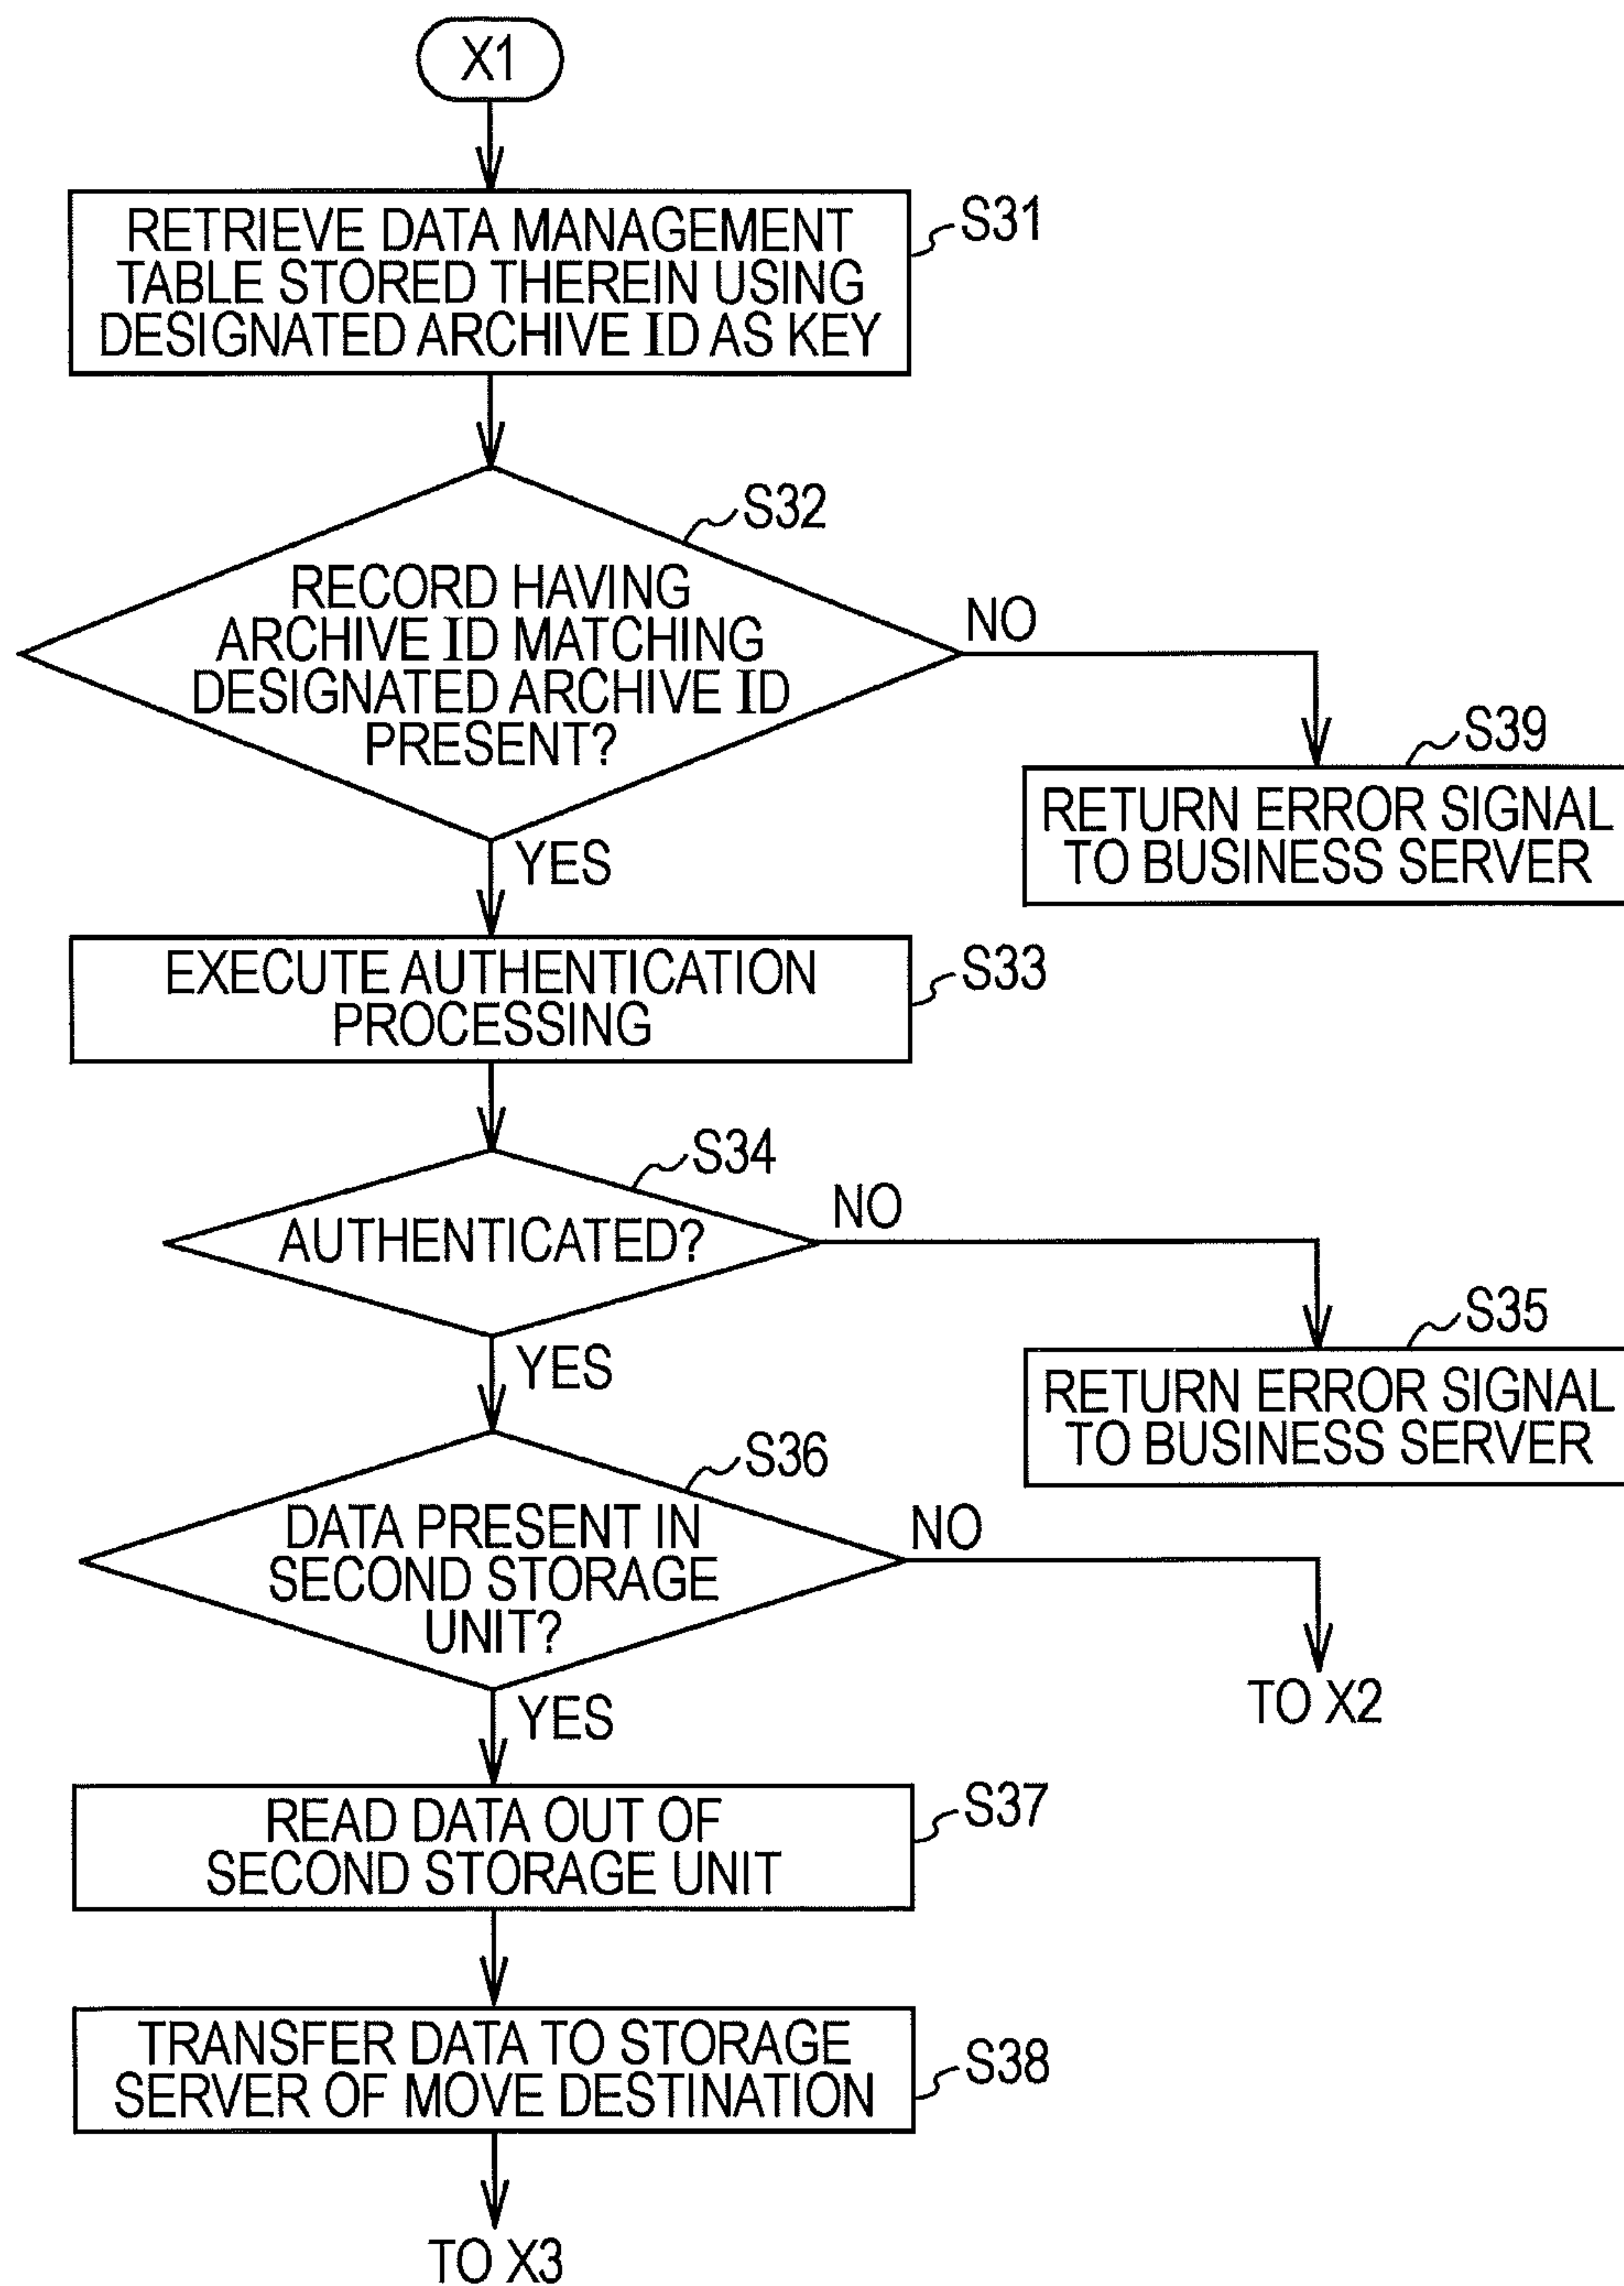 X1
RETRIEVE DATA MANAGEMENT
TABLE STORED THEREIN USING
DESIGNATED ARCHIVE ID AS KEY
S31
S32
RECORD HAVING
ARCHIVE ID MATCHING
DESIGNATED ARCHIVE ID
PRESENT?
NO
S39
RETURN ERROR SIGNAL
TO BUSINESS SERVER
YES
EXECUTE AUTHENTICATION
PROCESSING
S33
S34
AUTHENTICATED?
NO
S35
RETURN ERROR SIGNAL
TO BUSINESS SERVER
YES
S36
DATA PRESENT IN
SECOND STORAGE
UNIT?
NO
TO X2
YES
READ DATA OUT OF
SECOND STORAGE UNIT
S37
TRANSFER DATA TO STORAGE
SERVER OF MOVE DESTINATION
S38
TO X3